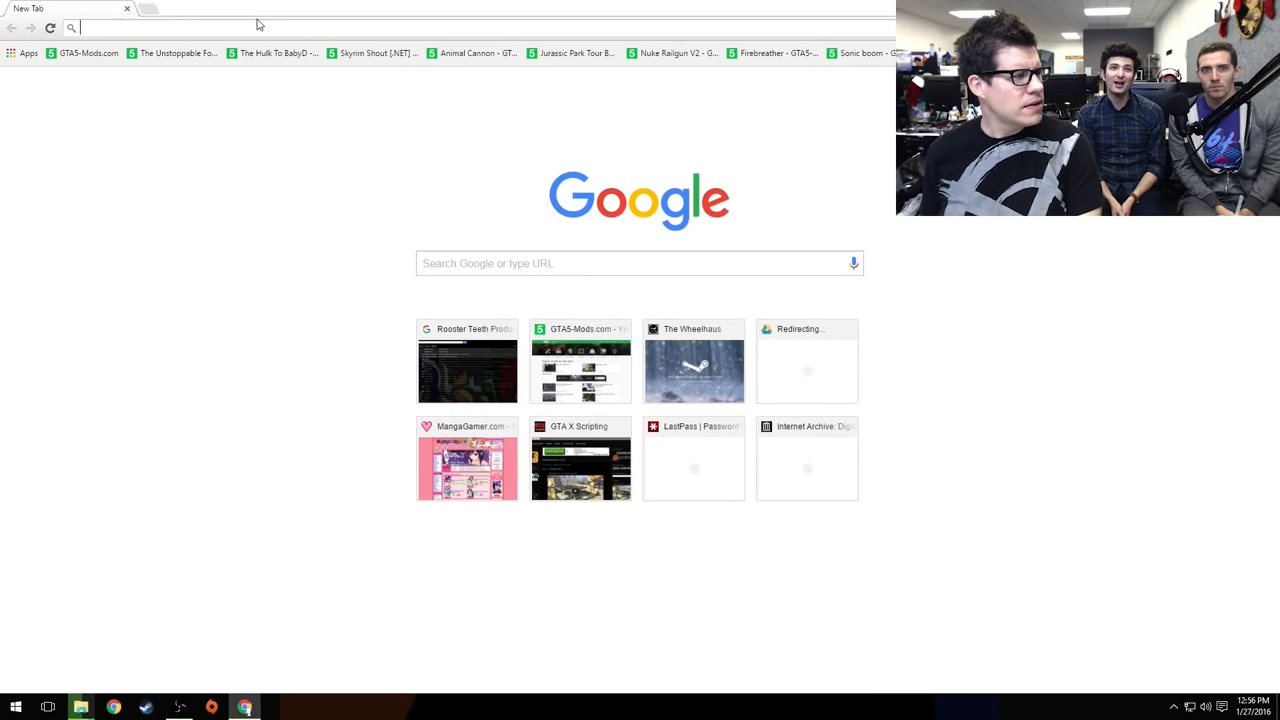 New Tab
Apps
GTA5-Mods.com
The Unstoppable Fo...
The Hulk To BabyD -...
Skyrim Shout [.NET] ...
Animal Cannon - GT...
Jurassic Park Tour B...
Nuke Railgun V2 - G...
Firebreather - GTA5-...
Sonic boom - G
64
Google
Search Google or type URL
Rooster Teeth Produ
GTA5-Mods.com - Yo
The Wheelhaus
Redirecting...
MangaGamer.com -
GTA X Scripting
LastPass | Password
Internet Archive: Digi
12:56 PM
1/27/2016